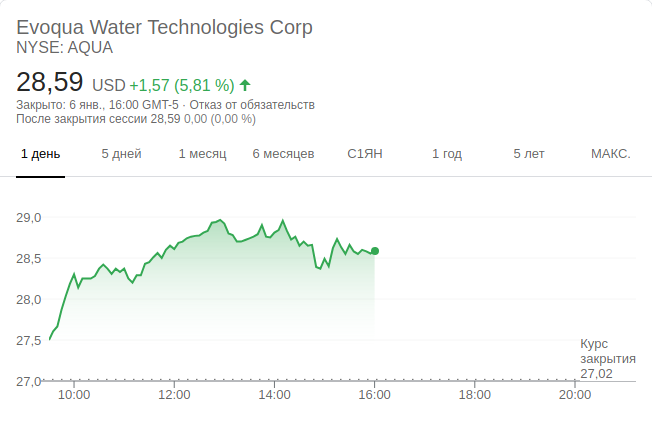 Evoqua Water Technologies Corp
NYSE: AQUA
28,59 USD +1,57 (5,81 %)
Закрыто: 6 янв., 16:00 GMT-5 · Отказ от обязательств
После закрытия сессии 28,59 0,00 (0,00 %)
1 день 5 дней 1 месяц 6 месяцев С1ЯН 1 год 5 лет МАКС.
29,0
28,5
28,0
27,5
27,0
Курс
закрытия
27,02
10:00 12:00 14:00 16:00 18:00 20:00